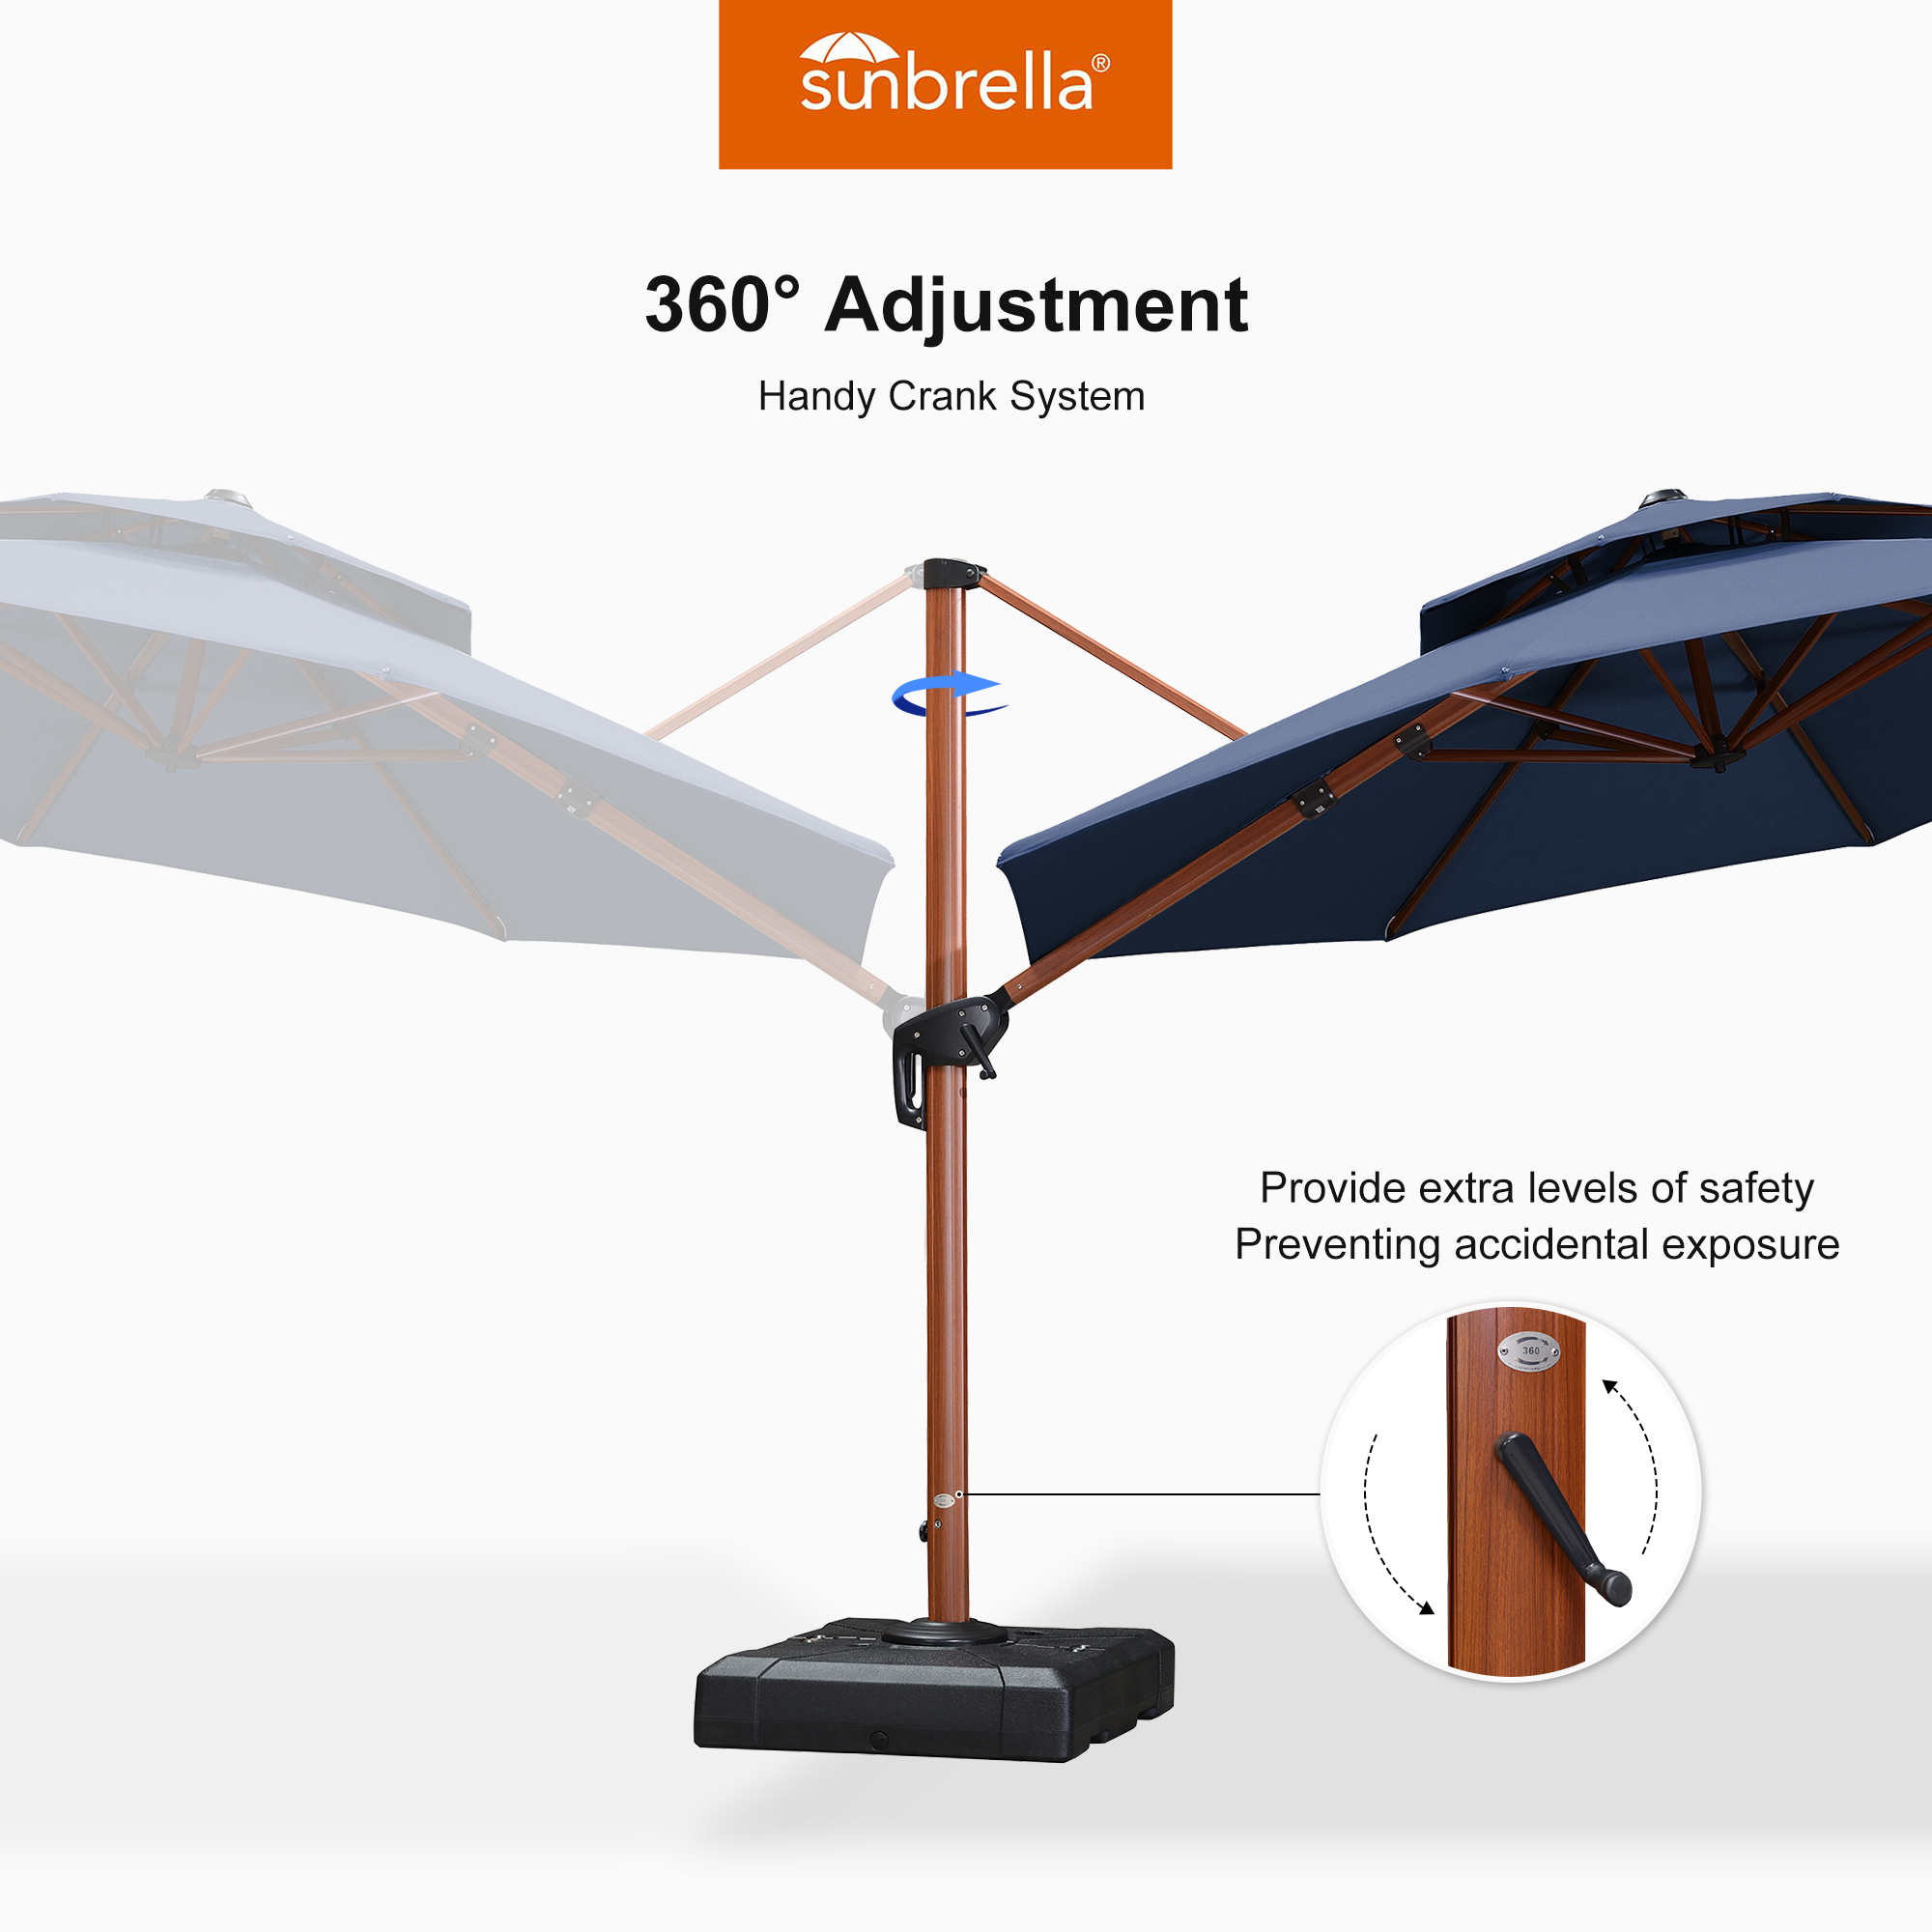 sunbrella®
360° Adjustment
Handy Crank System
Provide extra levels of safety
Preventing accidental exposure
360